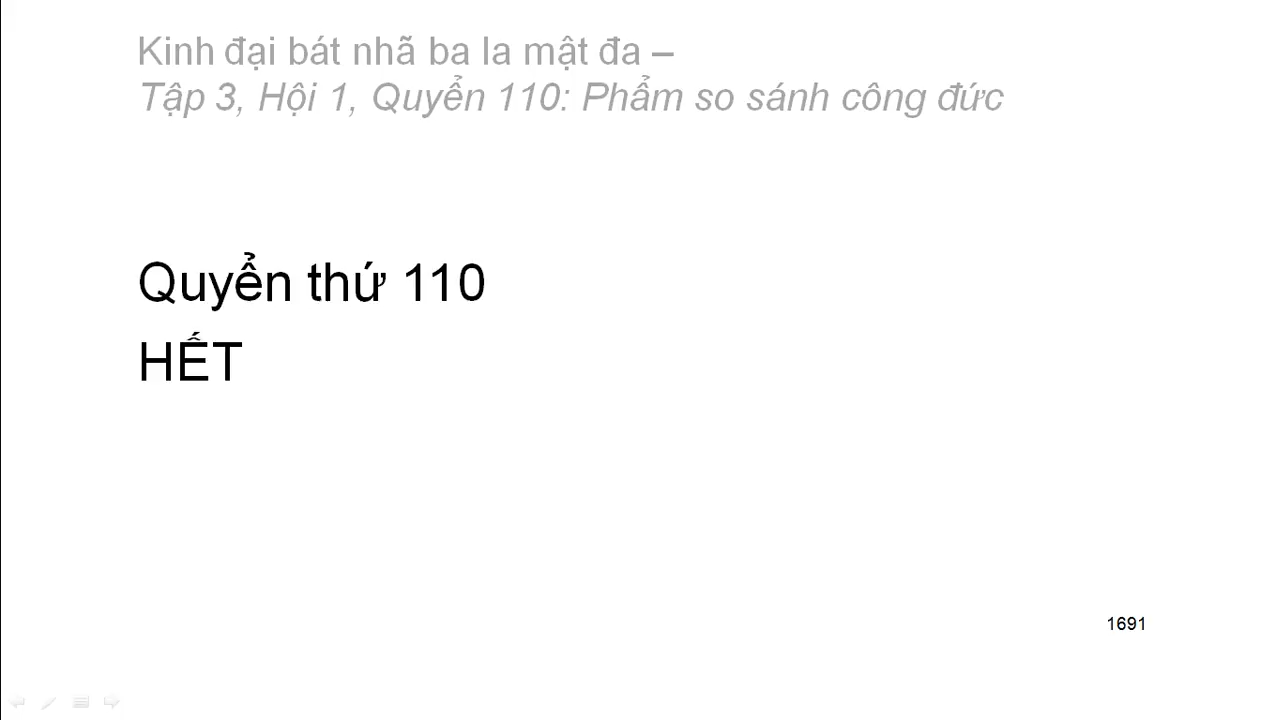 Kinh đại bát nhã ba la mật đa –
Tập 3, Hội 1, Quyển 110: Phẩm so sánh công đức
Quyển thứ 110
HẾT
1691